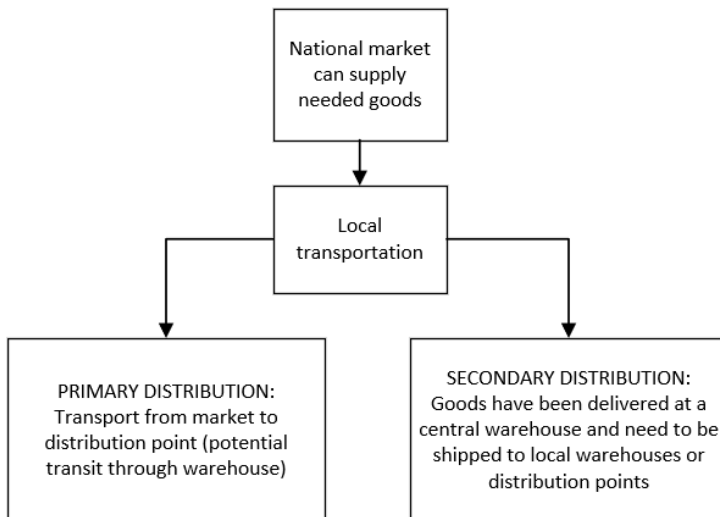 National market
can supply
needed goods
Local
transportation
PRIMARY DISTRIBUTION:
Transport from market to
distribution point (potential
transit through warehouse)
SECONDARY DISTRIBUTION:
Goods have been delivered at a
central warehouse and need to be
shipped to local warehouses or
distribution points